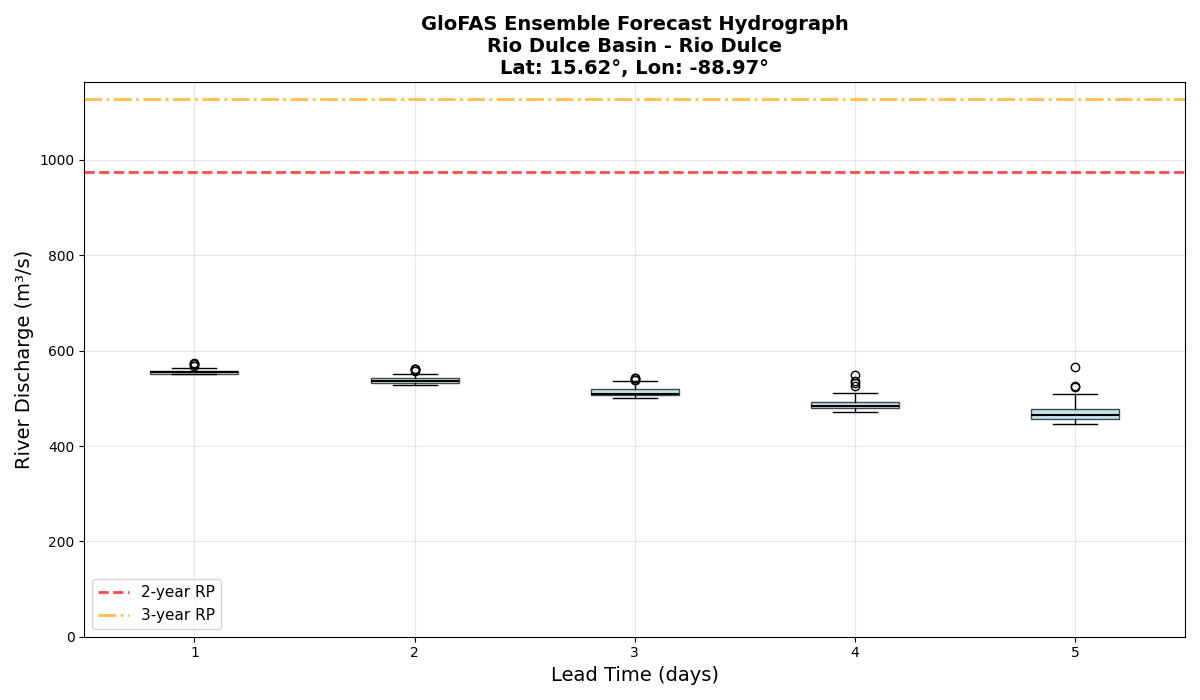 GloFAS Ensemble Forecast Hydrograph
Rio Dulce Basin - Rio Dulce
Lat: 15.62°, Lon: -88.97°
River Discharge (m³/s)
1000
800
600
400
200
0
2-year RP
3-year RP
1 2 3 4 5
Lead Time (days)